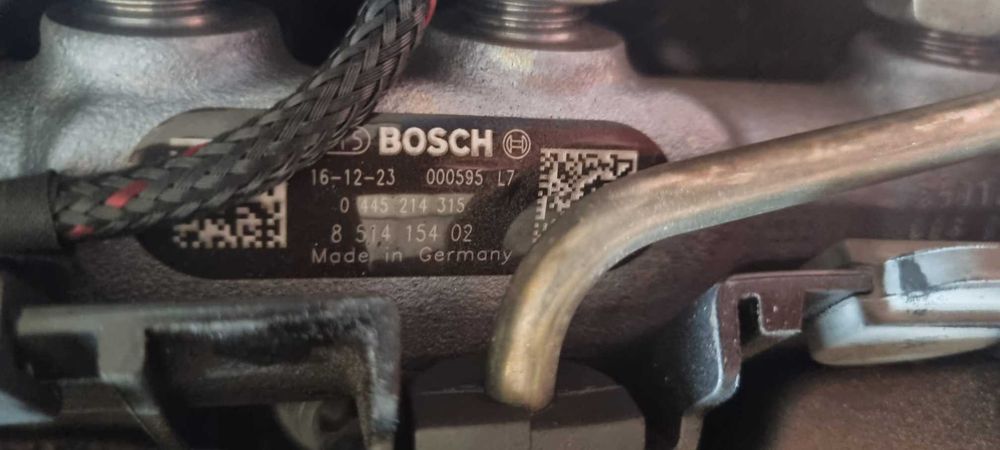 BOSCH
16-12-23 000595 L7
0 445 214 315
8 514 154 02
Made in Germany